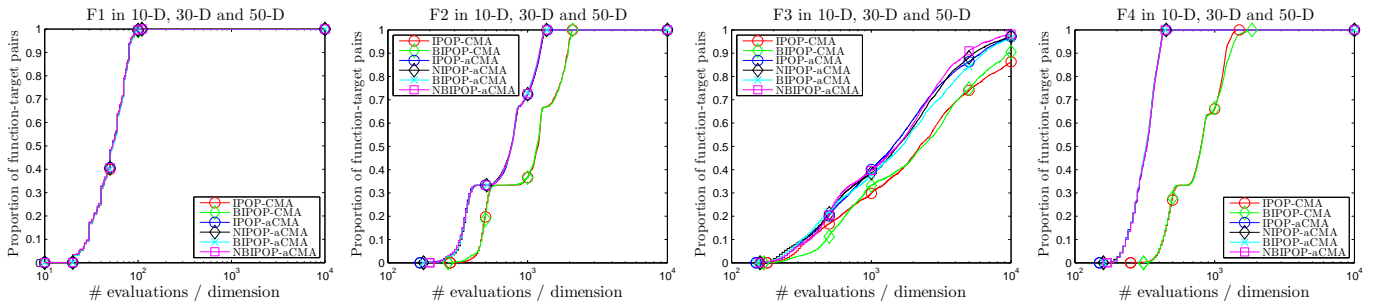 F1 in 10-D, 30-D and 50-D
Proportion of function-target pairs
1
0.9
0.8
0.7
0.6
0.5
0.4
0.3
0.2
0.1
0
IPOP-CMA
BIPOP-CMA
IPOP-aCMA
NIPOP-aCMA
BIPOP-aCMA
NBIPOP-aCMA
10^1 10^2 10^3 10^4
# evaluations / dimension
F2 in 10-D, 30-D and 50-D
Proportion of function-target pairs
1
0.9
0.8
0.7
0.6
0.5
0.4
0.3
0.2
0.1
0
IPOP-CMA
BIPOP-CMA
IPOP-aCMA
NIPOP-aCMA
BIPOP-aCMA
NBIPOP-aCMA
10^2 10^3 10^4
# evaluations / dimension
F3 in 10-D, 30-D and 50-D
Proportion of function-target pairs
1
0.9
0.8
0.7
0.6
0.5
0.4
0.3
0.2
0.1
0
IPOP-CMA
BIPOP-CMA
IPOP-aCMA
NIPOP-aCMA
BIPOP-aCMA
NBIPOP-aCMA
10^2 10^3 10^4
# evaluations / dimension
F4 in 10-D, 30-D and 50-D
Proportion of function-target pairs
1
0.9
0.8
0.7
0.6
0.5
0.4
0.3
0.2
0.1
0
IPOP-CMA
BIPOP-CMA
IPOP-aCMA
NIPOP-aCMA
BIPOP-aCMA
NBIPOP-aCMA
10^2 10^3 10^4
# evaluations / dimension